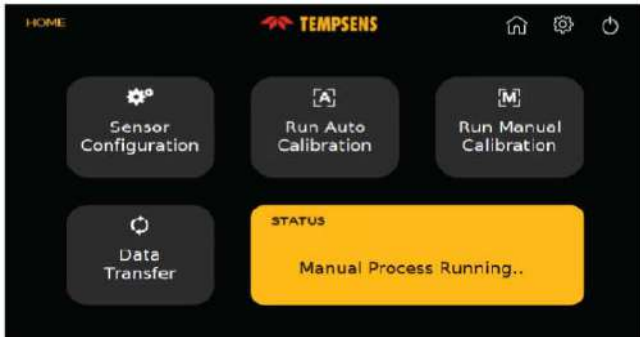 HOME
TEMPSENS
[A]
[M]
Sensor
Configuration
Run Auto
Calibration
Run Manual
Calibration
Data
Transfer
STATUS
Manual Process Running..